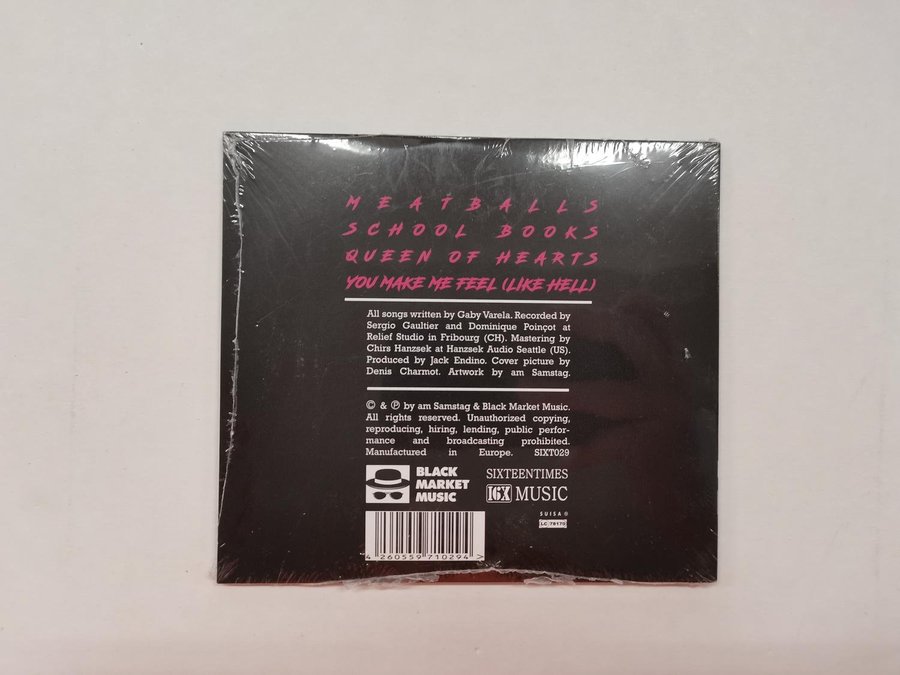 MEATBALLS
SCHOOL BOOKS
QUEEN OF HEARTS
YOU MAKE ME FEEL (LIKE HELL)
All songs written by Gaby Varela. Recorded by
Sergio Gaultier and Dominique Poinçot at
Relief Studio in Fribourg (CH). Mastering by
Chirs Hanzsek at Hanzsek Audio Seattle (US).
Produced by Jack Endino. Cover picture by
Denis Charmot. Artwork by am Samstag.
© & ℗ by am Samstag & Black Market Music.
All rights reserved. Unauthorized copying,
reproducing, hiring, lending, public perfor-
mance and broadcasting prohibited.
Manufactured in Europe. SIXT029
BLACK
MARKET
MUSIC
SIXTEENTIMES
16X MUSIC
SUISA ®
LC 78170
4 260559 710294 >